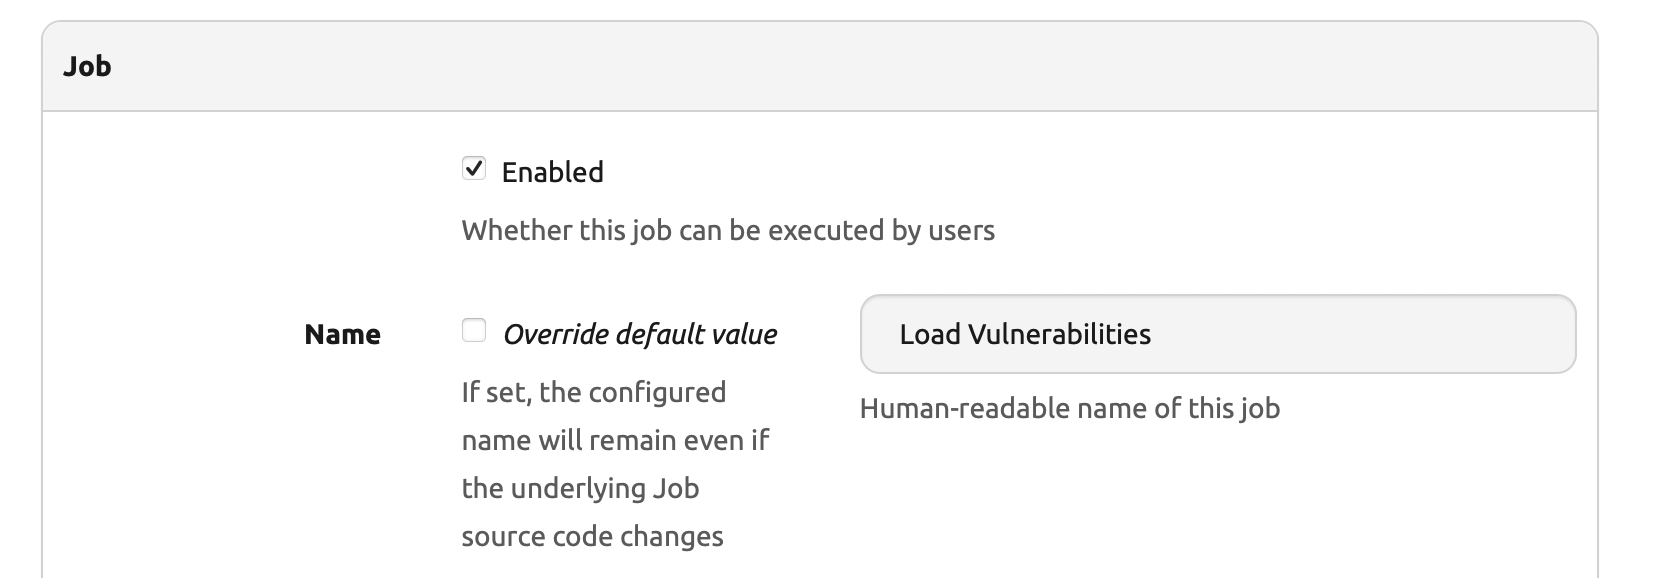 Job
Enabled
Whether this job can be executed by users
Name
Override default value
If set, the configured
name will remain even if
the underlying Job
source code changes
Load Vulnerabilities
Human-readable name of this job